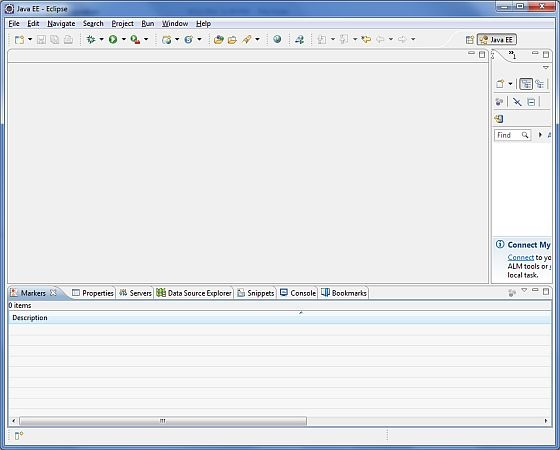 Java EE - Eclipse
File Edit Navigate Search Project Run Window Help
Java EE
»1
Find
Connect My
Connect to yo
ALM tools or
local task.
Markers Properties Servers Data Source Explorer Snippets Console Bookmarks
0 items
Description